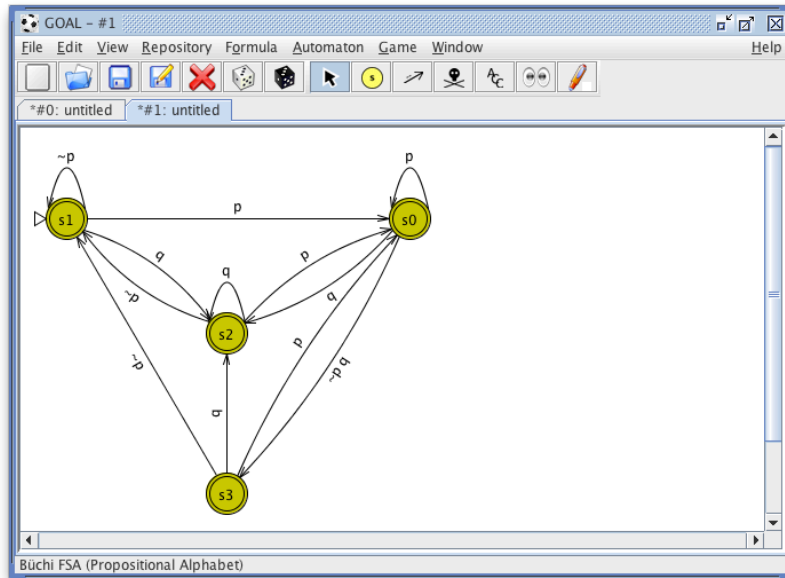 GOAL – #1
File Edit View Repository Formula Automaton Game Window Help
s ACC
*#0: untitled *#1: untitled
~p p
s1 p s0
q p
~p q q
s2
~p q p ~p q
s3
Büchi FSA (Propositional Alphabet)